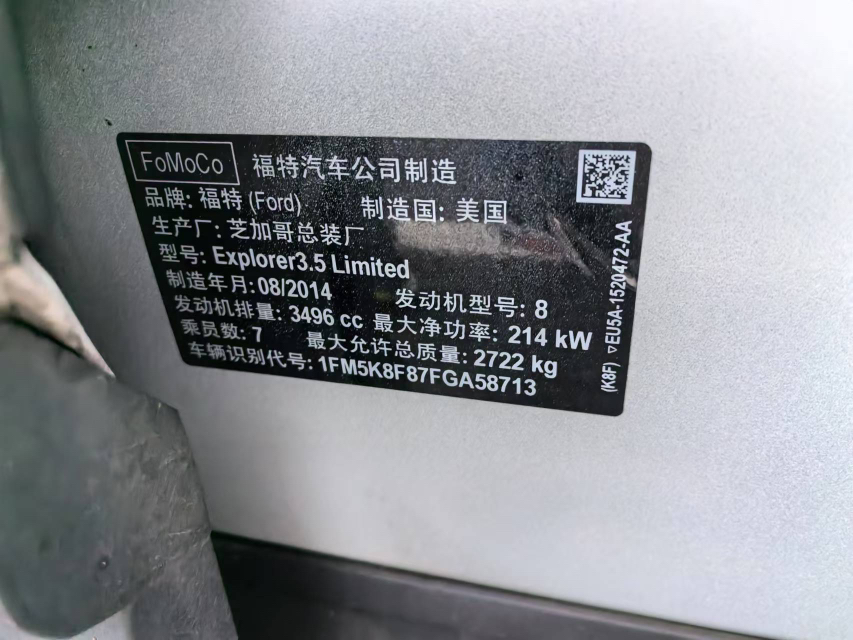 FoMoCo 福特汽车公司制造
品牌: 福特 (Ford) 制造国: 美国
生产厂: 芝加哥总装厂
型号: Explorer3.5 Limited
制造年月: 08/2014 发动机型号: 8
发动机排量: 3496 cc 最大净功率: 214 kW
乘员数: 7 最大允许总质量: 2722 kg
车辆识别代号: 1FM5K8F87FGA58713
(K8F) ▽EU5A-1520472-AA